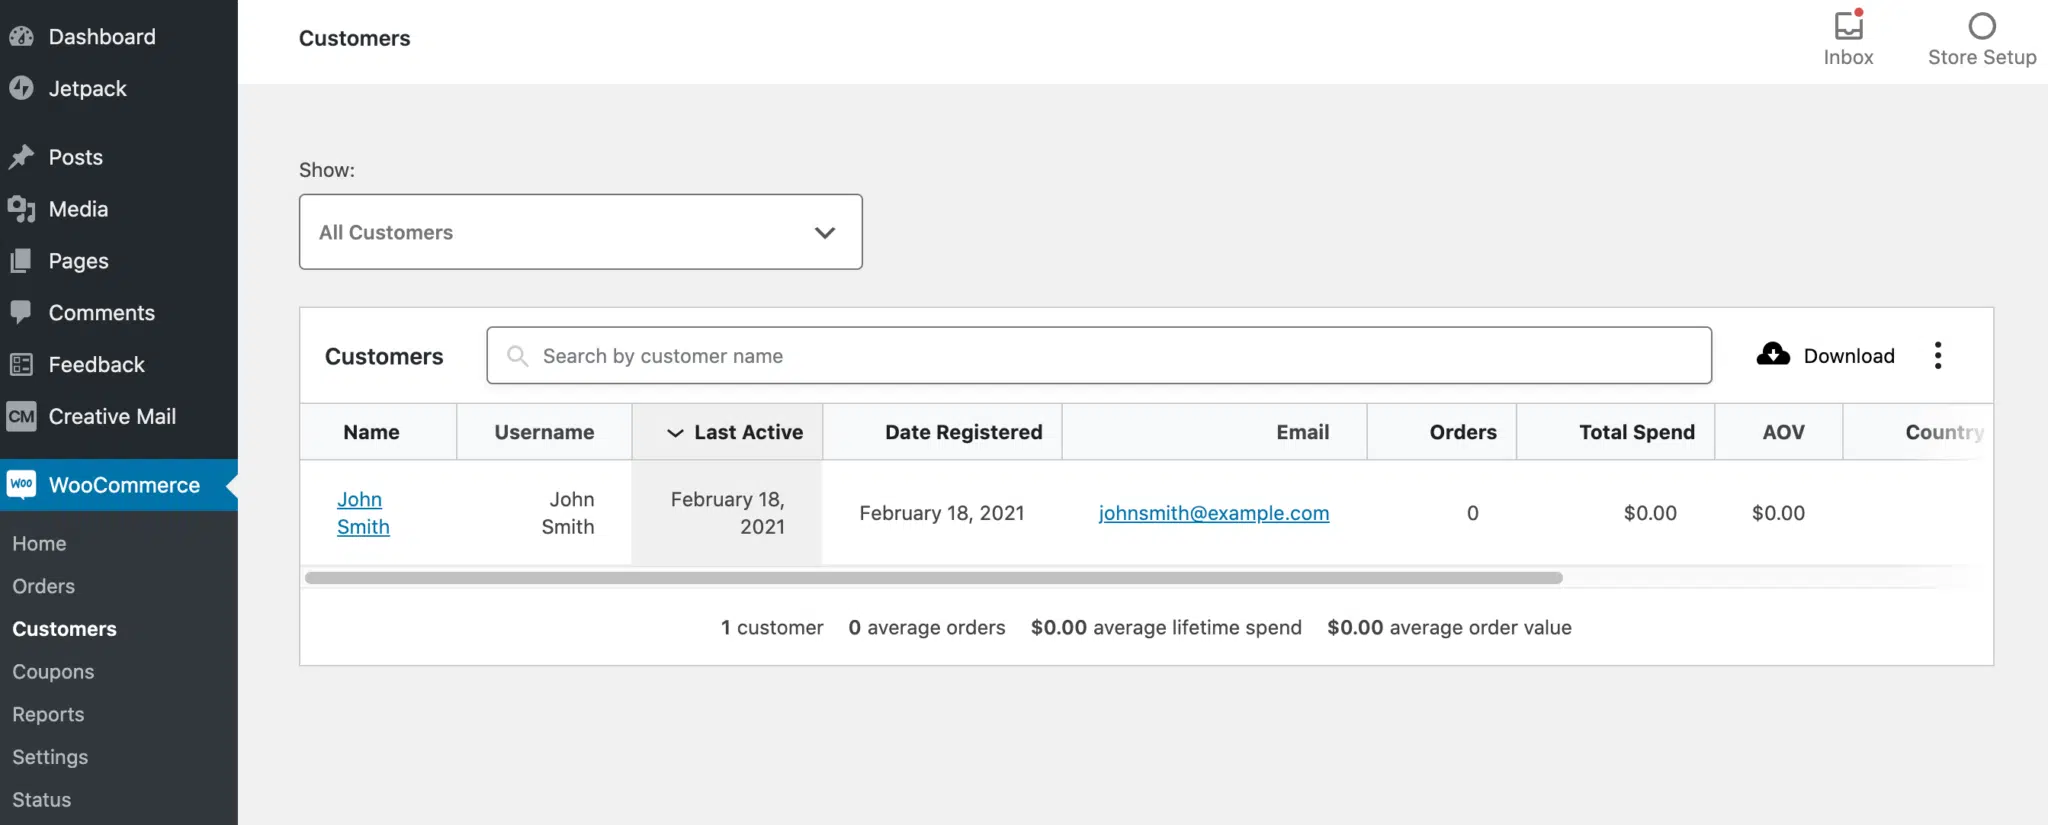 Dashboard
Jetpack
Posts
Media
Pages
Comments
Feedback
CM Creative Mail
Woo WooCommerce
Home
Orders
Customers
Coupons
Reports
Settings
Status
Customers
Inbox
Store Setup
Show:
All Customers
Customers
Search by customer name
Download
Name Username Last Active Date Registered Email Orders Total Spend AOV Country
John John February 18,
Smith Smith 2021
February 18, 2021 johnsmith@example.com 0 $0.00 $0.00
1 customer 0 average orders $0.00 average lifetime spend $0.00 average order value